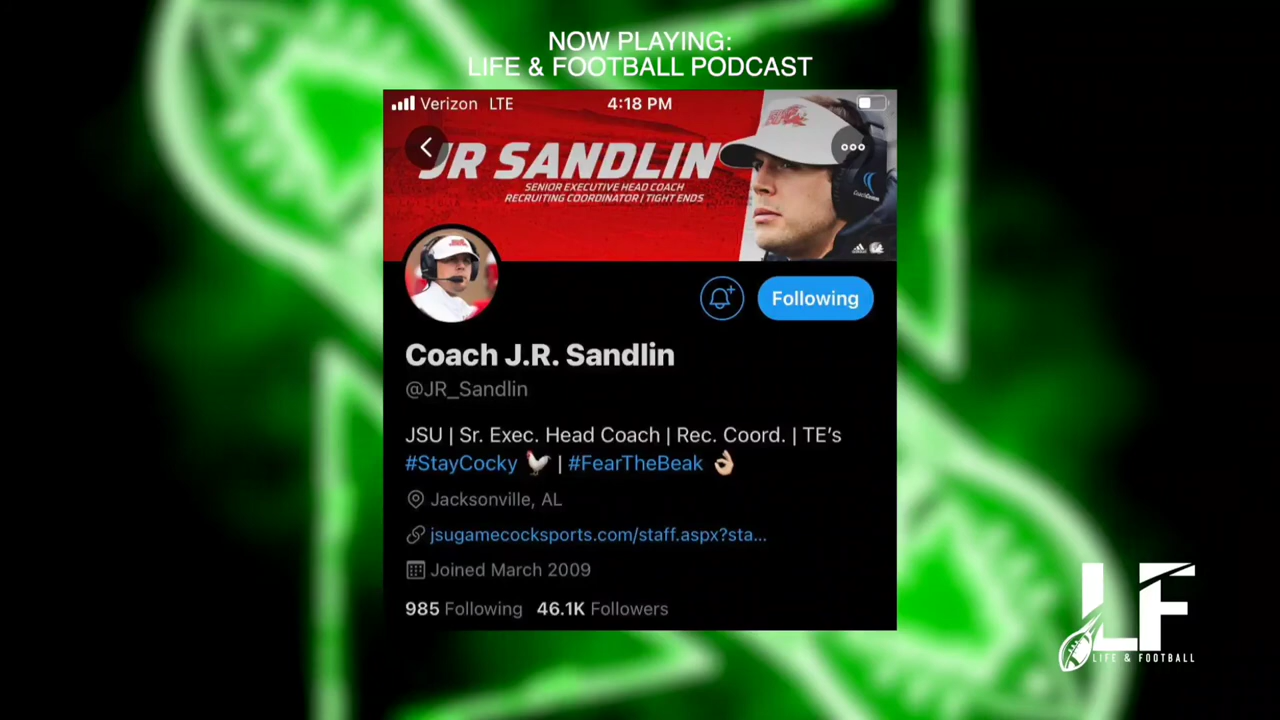 NOW PLAYING:
LIFE & FOOTBALL PODCAST
Verizon LTE 4:18 PM
JR SANDLIN
SENIOR EXECUTIVE HEAD COACH
RECRUITING COORDINATOR / TIGHT ENDS
Following
Coach J.R. Sandlin
@JR_Sandlin
JSU | Sr. Exec. Head Coach | Rec. Coord. | TE’s
#StayCocky 🐓 | #FearTheBeak 👌🏼
Jacksonville, AL
jsugamecocksports.com/staff.aspx?sta...
Joined March 2009
985 Following 46.1K Followers
LF
LIFE & FOOTBALL